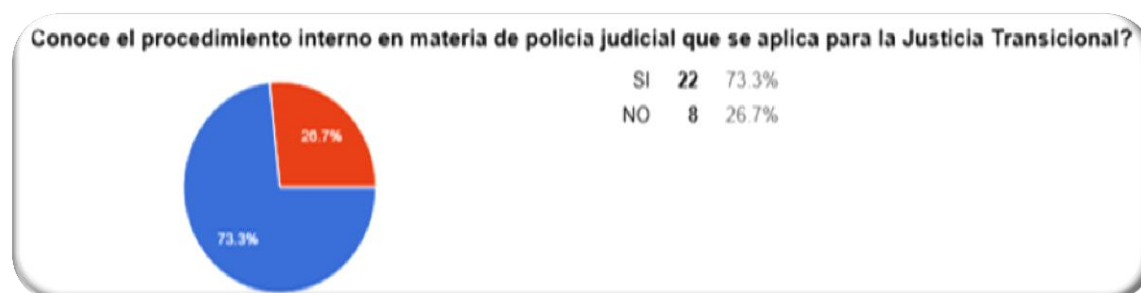 Conoce el procedimiento interno en materia de policía judicial que se aplica para la Justicia Transicional?
SI 22 73.3%
NO 8 26.7%
26.7%
73.3%